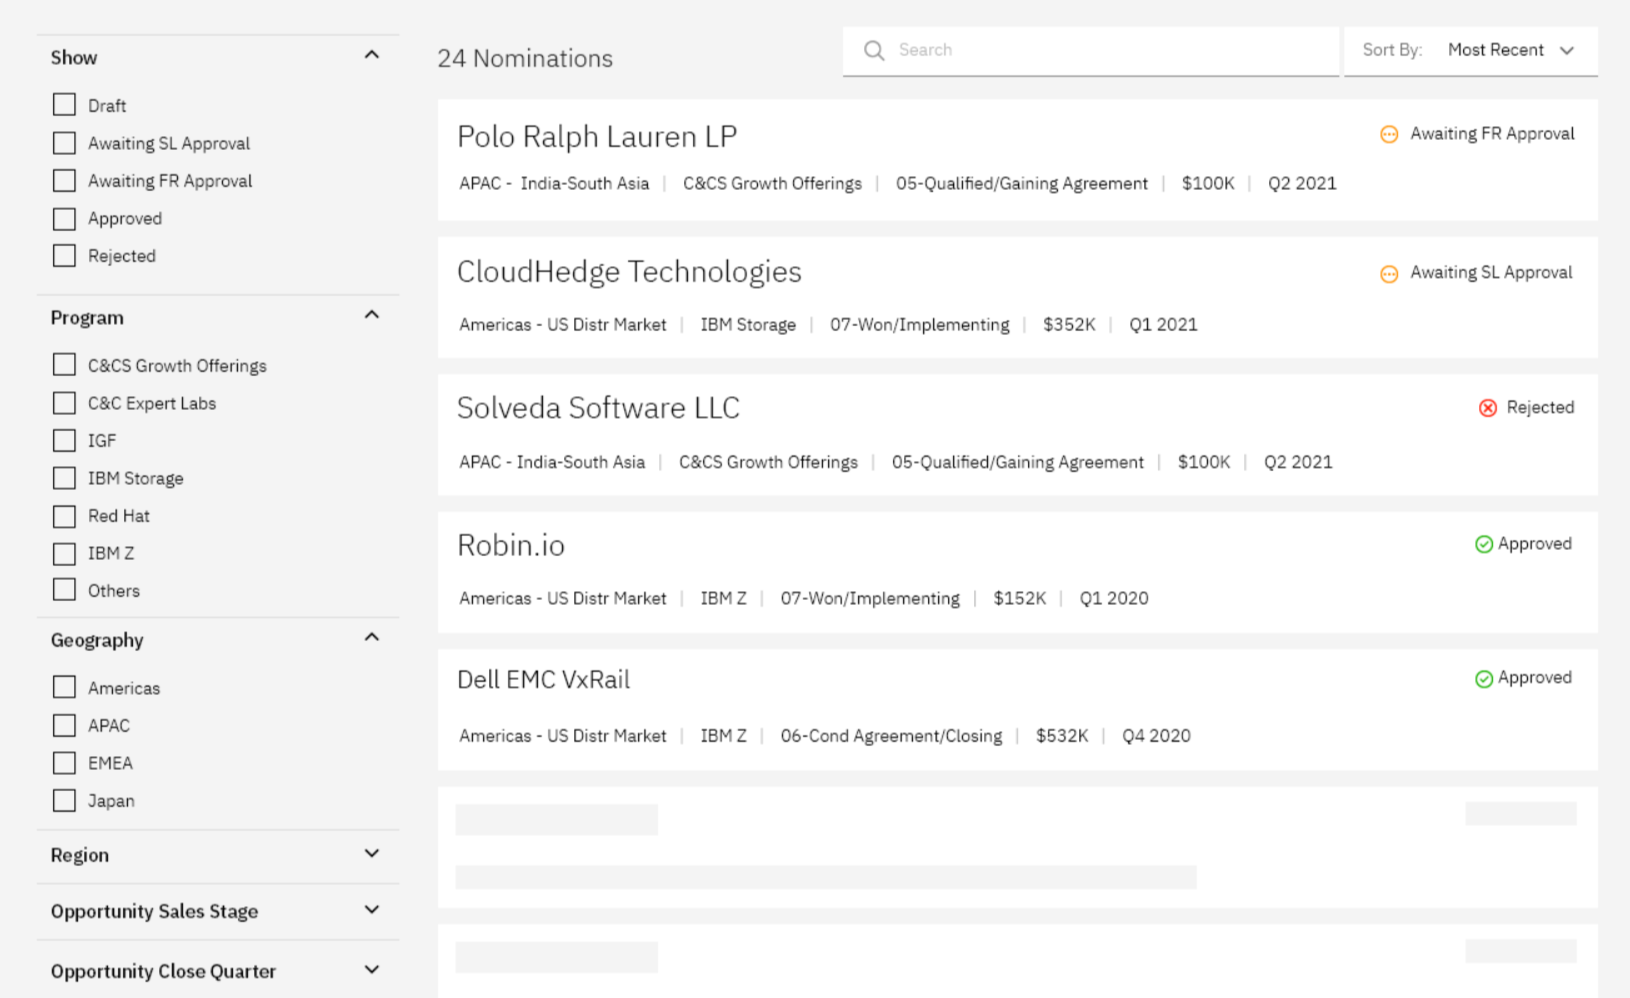 Show
Draft
Awaiting SL Approval
Awaiting FR Approval
Approved
Rejected
Program
C&CS Growth Offerings
C&C Expert Labs
IGF
IBM Storage
Red Hat
IBM Z
Others
Geography
Americas
APAC
EMEA
Japan
Region
Opportunity Sales Stage
Opportunity Close Quarter
24 Nominations
Search
Sort By: Most Recent
Polo Ralph Lauren LP
Awaiting FR Approval
APAC - India-South Asia | C&CS Growth Offerings | 05-Qualified/Gaining Agreement | $100K | Q2 2021
CloudHedge Technologies
Awaiting SL Approval
Americas - US Distr Market | IBM Storage | 07-Won/Implementing | $352K | Q1 2021
Solveda Software LLC
Rejected
APAC - India-South Asia | C&CS Growth Offerings | 05-Qualified/Gaining Agreement | $100K | Q2 2021
Robin.io
Approved
Americas - US Distr Market | IBM Z | 07-Won/Implementing | $152K | Q1 2020
Dell EMC VxRail
Approved
Americas - US Distr Market | IBM Z | 06-Cond Agreement/Closing | $532K | Q4 2020